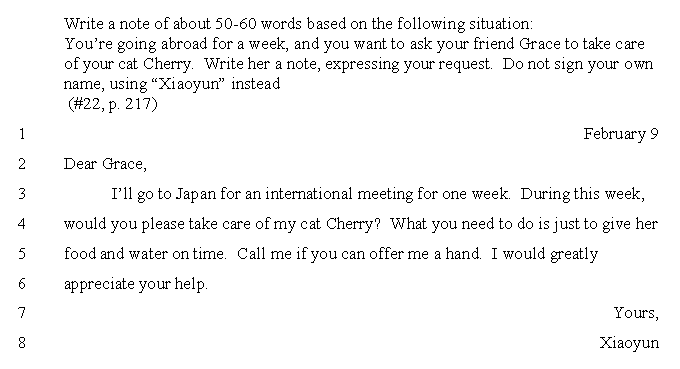 Write a note of about 50-60 words based on the following situation:
You're going abroad for a week, and you want to ask your friend Grace to take care
of your cat Cherry. Write her a note, expressing your request. Do not sign your own
name, using “Xiaoyun” instead
(#22, p. 217)
1 February 9
2 Dear Grace,
3 I'll go to Japan for an international meeting for one week. During this week,
4 would you please take care of my cat Cherry? What you need to do is just to give her
5 food and water on time. Call me if you can offer me a hand. I would greatly
6 appreciate your help.
7 Yours,
8 Xiaoyun